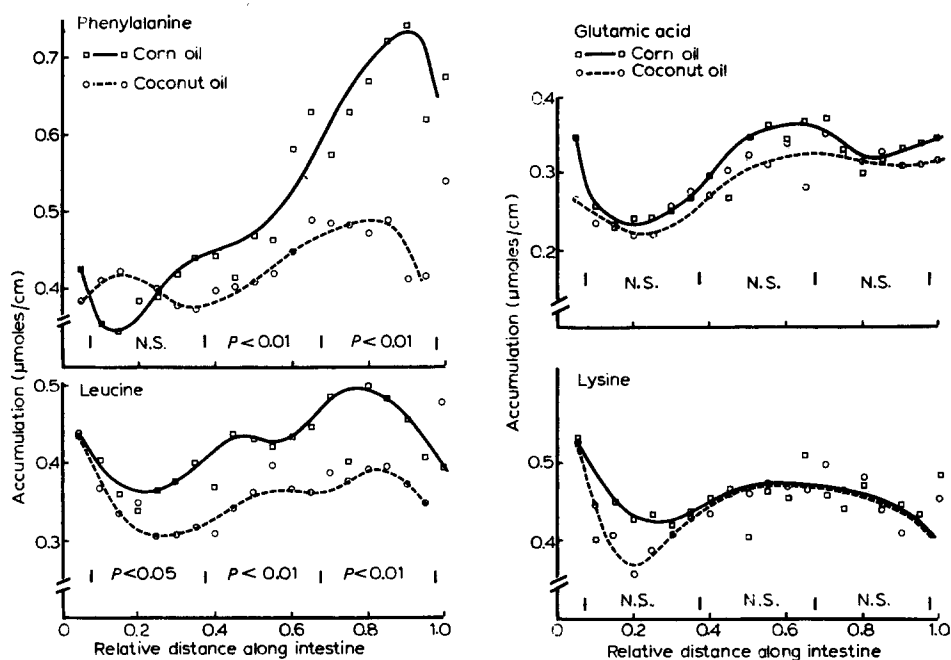 Phenylalanine
Corn oil
Coconut oil
0.7
0.6
0.5
0.4
N.S.
P < 0.01
P < 0.01
Leucine
0.5
0.4
0.3
P<0.05
P < 0.01
P < 0.01
0 0.2 0.4 0.6 0.8 1.0
Relative distance along intestine
Accumulation (μmoles/cm)
Glutamic acid
Corn oil
Coconut oil
0.4
0.3
0.2
N.S.
N.S.
N.S.
Lysine
0.5
0.4
N.S.
N.S.
N.S.
0 0.2 0.4 0.6 0.8 1.0
Relative distance along intestine
Accumulation (μmoles/cm)